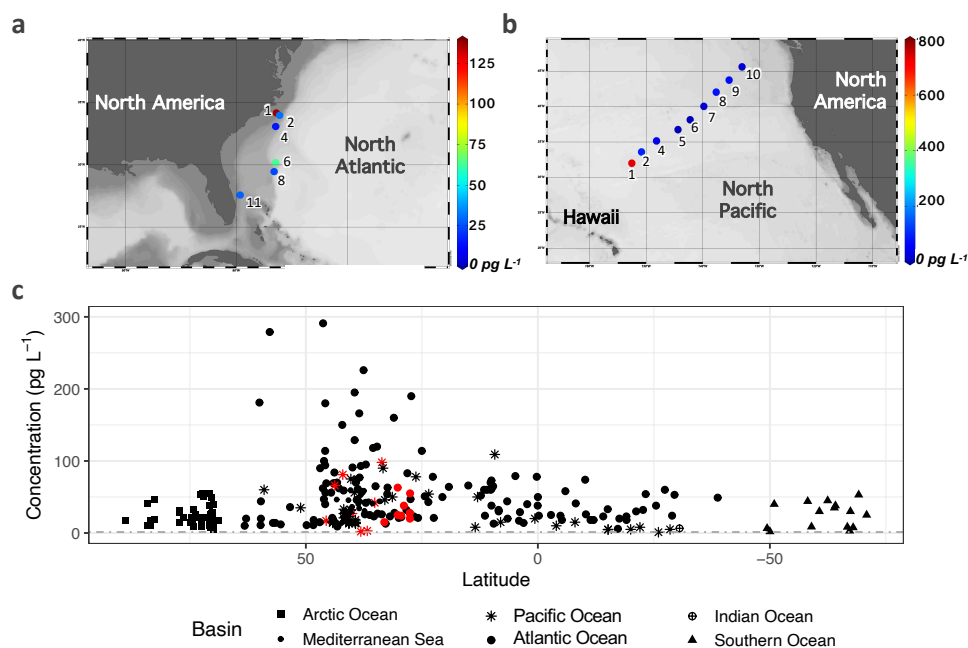 a
North America
North
Atlantic
1
2
4
6
8
11
125
100
75
50
25
0 pg L⁻¹
b
North
America
North
Pacific
Hawaii
10
9
8
7
6
5
4
2
1
800
600
400
200
0 pg L⁻¹
c
Concentration (pg L⁻¹)
300
200
100
0
50
0
−50
Latitude
Basin
Arctic Ocean
Mediterranean Sea
Pacific Ocean
Atlantic Ocean
Indian Ocean
Southern Ocean